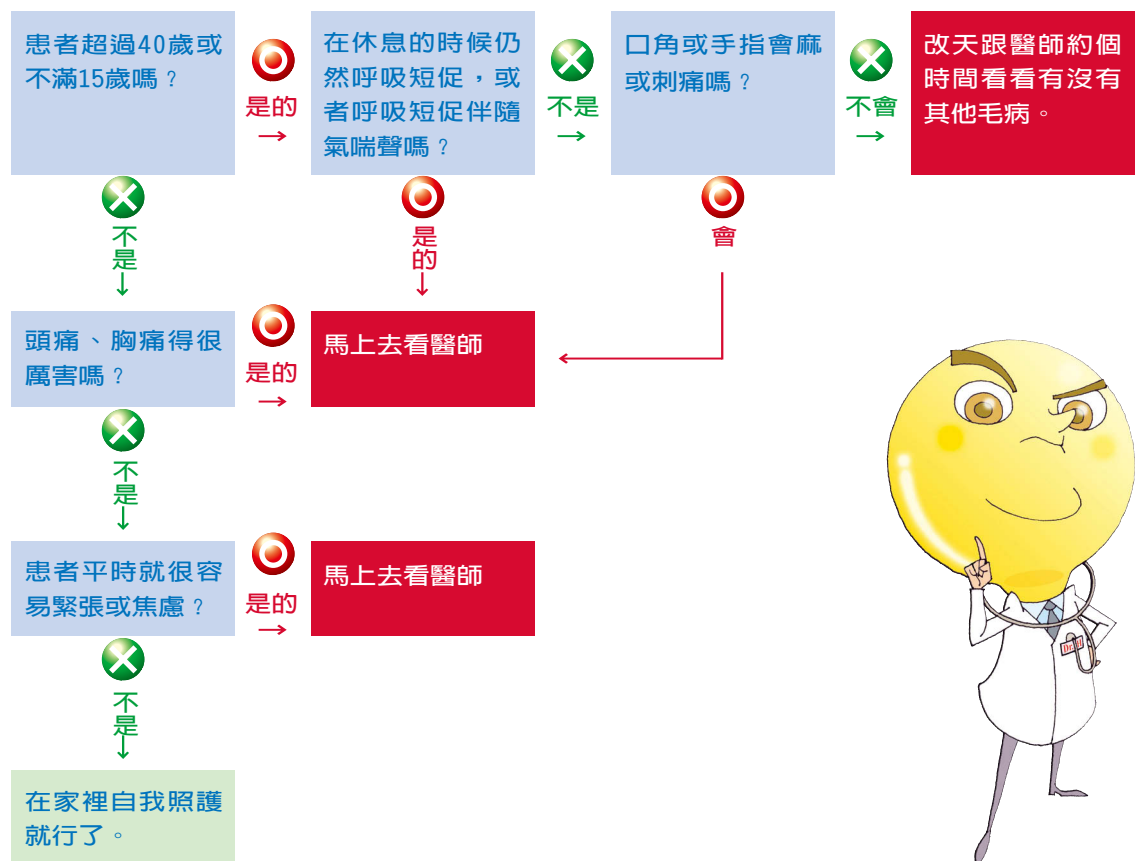 患者超過40歲或
不滿15歲嗎？
是的
→
在休息的時候仍
然呼吸短促，或
者呼吸短促伴隨
氣喘聲嗎？
不是
→
口角或手指會麻
或刺痛嗎？
不會
→
改天跟醫師約個
時間看看有沒有
其他毛病。
不是
↓
是的
↓
會
頭痛、胸痛得很
厲害嗎？
是的
→
馬上去看醫師
←
不是
↓
患者平時就很容
易緊張或焦慮？
是的
→
馬上去看醫師
不是
↓
在家裡自我照護
就行了。